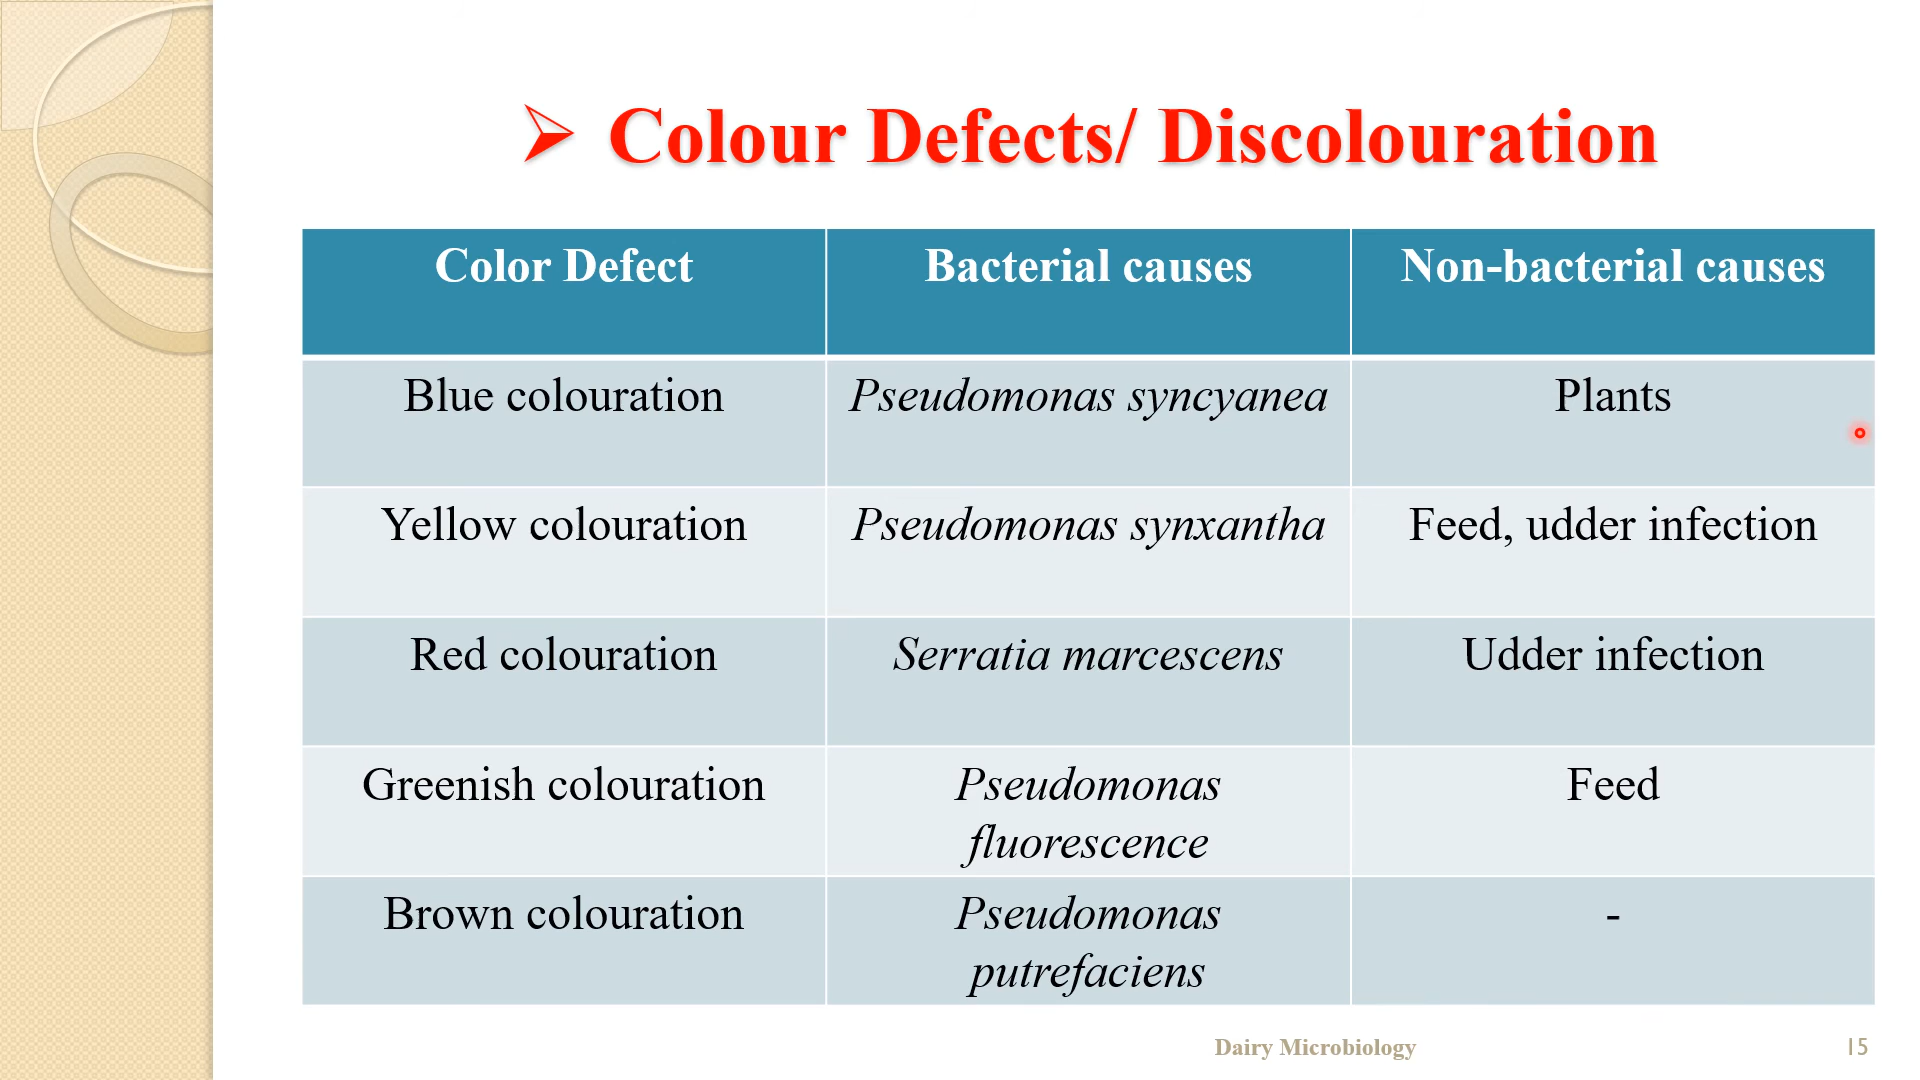 ➢ Colour Defects/ Discolouration
Color Defect Bacterial causes Non-bacterial causes
Blue colouration Pseudomonas syncyanea Plants
Yellow colouration Pseudomonas synxantha Feed, udder infection
Red colouration Serratia marcescens Udder infection
Greenish colouration Pseudomonas Feed
fluorescence
Brown colouration Pseudomonas -
putrefaciens
Dairy Microbiology 15